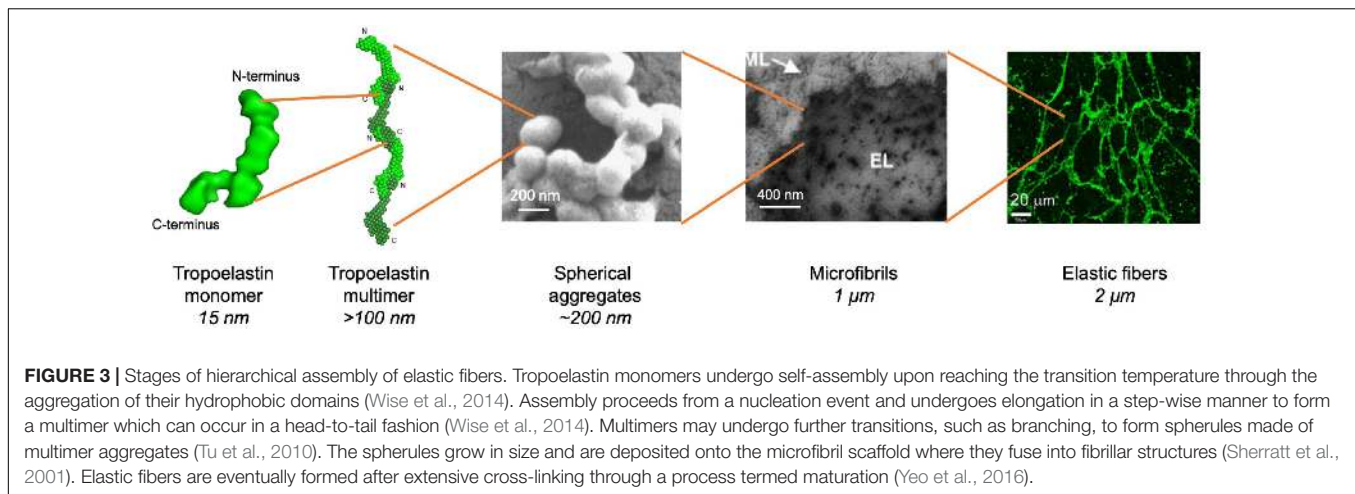 N-terminus
C-terminus
N
C
N
N
C
C
N
C
200 nm
ML
EL
400 nm
20 µm
Tropoelastin
monomer
15 nm
Tropoelastin
multimer
>100 nm
Spherical
aggregates
~200 nm
Microfibrils
1 µm
Elastic fibers
2 µm
FIGURE 3 | Stages of hierarchical assembly of elastic fibers. Tropoelastin monomers undergo self-assembly upon reaching the transition temperature through the
aggregation of their hydrophobic domains (Wise et al., 2014). Assembly proceeds from a nucleation event and undergoes elongation in a step-wise manner to form
a multimer which can occur in a head-to-tail fashion (Wise et al., 2014). Multimers may undergo further transitions, such as branching, to form spherules made of
multimer aggregates (Tu et al., 2010). The spherules grow in size and are deposited onto the microfibril scaffold where they fuse into fibrillar structures (Sherratt et al.,
2001). Elastic fibers are eventually formed after extensive cross-linking through a process termed maturation (Yeo et al., 2016).